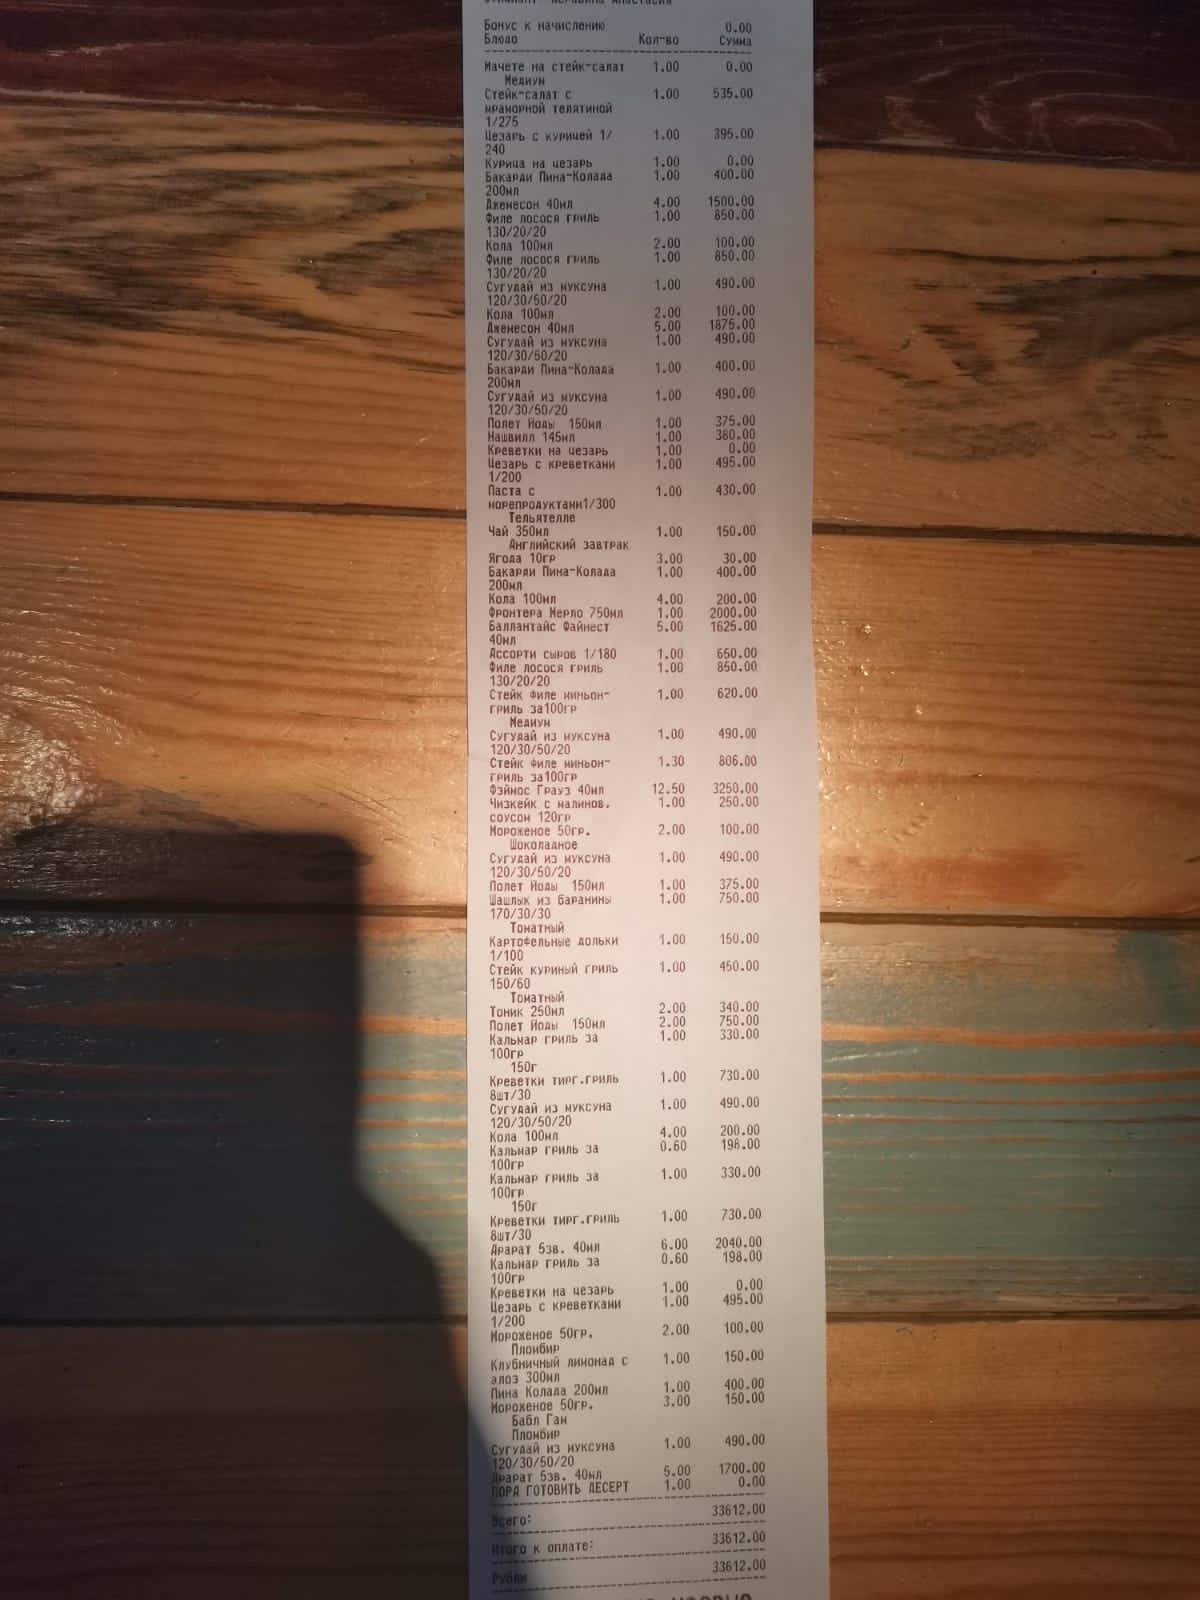 Бонус к начислению 0.00
Блюдо Кол-во Сумма
Мачете на стейк-салат 1.00 0.00
Медиум
Стейк-салат с 1.00 535.00
мраморной телятиной
1/275
Цезарь с курицей 1/ 1.00 395.00
240
Курица на цезарь 1.00 0.00
Бакарди Пина-Колада 1.00 400.00
200мл
Джемесон 40мл 4.00 1500.00
Филе лосося гриль 1.00 850.00
130/20/20
Кола 100мл 2.00 100.00
Филе лосося гриль 1.00 850.00
130/20/20
Сугудай из муксуна 1.00 490.00
120/30/50/20
Кола 100мл 2.00 100.00
Джемесон 40мл 5.00 1875.00
Сугудай из муксуна 1.00 490.00
120/30/50/20
Бакарди Пина-Колада 1.00 400.00
200мл
Сугудай из муксуна 1.00 490.00
120/30/50/20
Полет Йоды 150мл 1.00 375.00
Нашвилл 145мл 1.00 380.00
Креветки на цезарь 1.00 0.00
Цезарь с креветками 1.00 495.00
1/200
Паста с 1.00 430.00
морепродуктами1/300
Тельятелле
Чай 350мл 1.00 150.00
Английский завтрак
Ягода 10гр 3.00 30.00
Бакарди Пина-Колада 1.00 400.00
200мл
Кола 100мл 4.00 200.00
Фронтера Мерло 750мл 1.00 2000.00
Баллантайс Файнест 5.00 1625.00
40мл
Ассорти сыров 1/180 1.00 650.00
Филе лосося гриль 1.00 850.00
130/20/20
Стейк Филе миньон- 1.00 620.00
гриль за100гр
Медиум
Сугудай из муксуна 1.00 490.00
120/30/50/20
Стейк Филе миньон- 1.30 806.00
гриль за100гр
Фэймос Грауз 40мл 12.50 3250.00
Чизкейк с малинов. 1.00 250.00
соусом 120гр
Мороженое 50гр. 2.00 100.00
Шоколадное
Сугудай из муксуна 1.00 490.00
120/30/50/20
Полет Йоды 150мл 1.00 375.00
Шашлык из баранины 1.00 750.00
170/30/30
Томатный
Картофельные дольки 1.00 150.00
1/100
Стейк куриный гриль 1.00 450.00
150/60
Томатный
Тоник 250мл 2.00 340.00
Полет Йоды 150мл 2.00 750.00
Кальмар гриль за 1.00 330.00
100гр
150г
Креветки тигр.гриль 1.00 730.00
8шт/30
Сугудай из муксуна 1.00 490.00
120/30/50/20
Кола 100мл 4.00 200.00
Кальмар гриль за 0.60 198.00
100гр
Кальмар гриль за 1.00 330.00
100гр
150г
Креветки тигр.гриль 1.00 730.00
8шт/30
Арарат 5зв. 40мл 6.00 2040.00
Кальмар гриль за 0.60 198.00
100гр
Креветки на цезарь 1.00 0.00
Цезарь с креветками 1.00 495.00
1/200
Мороженое 50гр. 2.00 100.00
Пломбир
Клубничный лимонад с 1.00 150.00
алоэ 300мл
Пина Колада 200мл 1.00 400.00
Мороженое 50гр. 3.00 150.00
Бабл Гам
Пломбир
Сугудай из муксуна 1.00 490.00
120/30/50/20
Арарат 5зв. 40мл 5.00 1700.00
ПОРА ГОТОВИТЬ ДЕСЕРТ 1.00 0.00
Всего: 33612.00
Итого к оплате: 33612.00
Рубли 33612.00